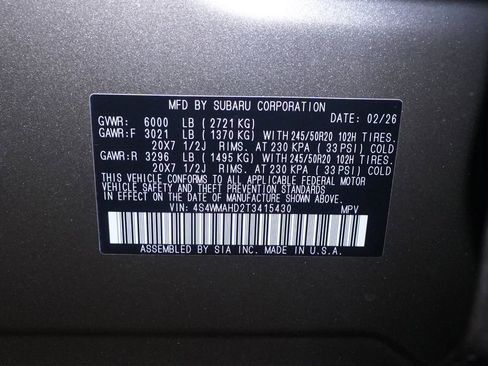 MFD BY SUBARU CORPORATION
GVWR: 6000 LB ( 2721 KG) DATE: 02/26
GAWR:F 3021 LB ( 1370 KG) WITH 245/50R20 102H TIRES.
20X7 1/2J RIMS. AT 230 KPA ( 33 PSI) COLD
GAWR:R 3296 LB ( 1495 KG) WITH 245/50R20 102H TIRES.
20X7 1/2J RIMS. AT 230 KPA ( 33 PSI) COLD
THIS VEHICLE CONFORMS TO ALL APPLICABLE FEDERAL MOTOR
VEHICLE SAFETY AND THEFT PREVENTION STANDARDS
IN EFFECT ON THE DATE OF MANUFACTURE SHOWN ABOVE.
VIN: 4S4WMAHD2T3415430 MPV
ASSEMBLED BY SIA INC. MADE IN U.S.A.